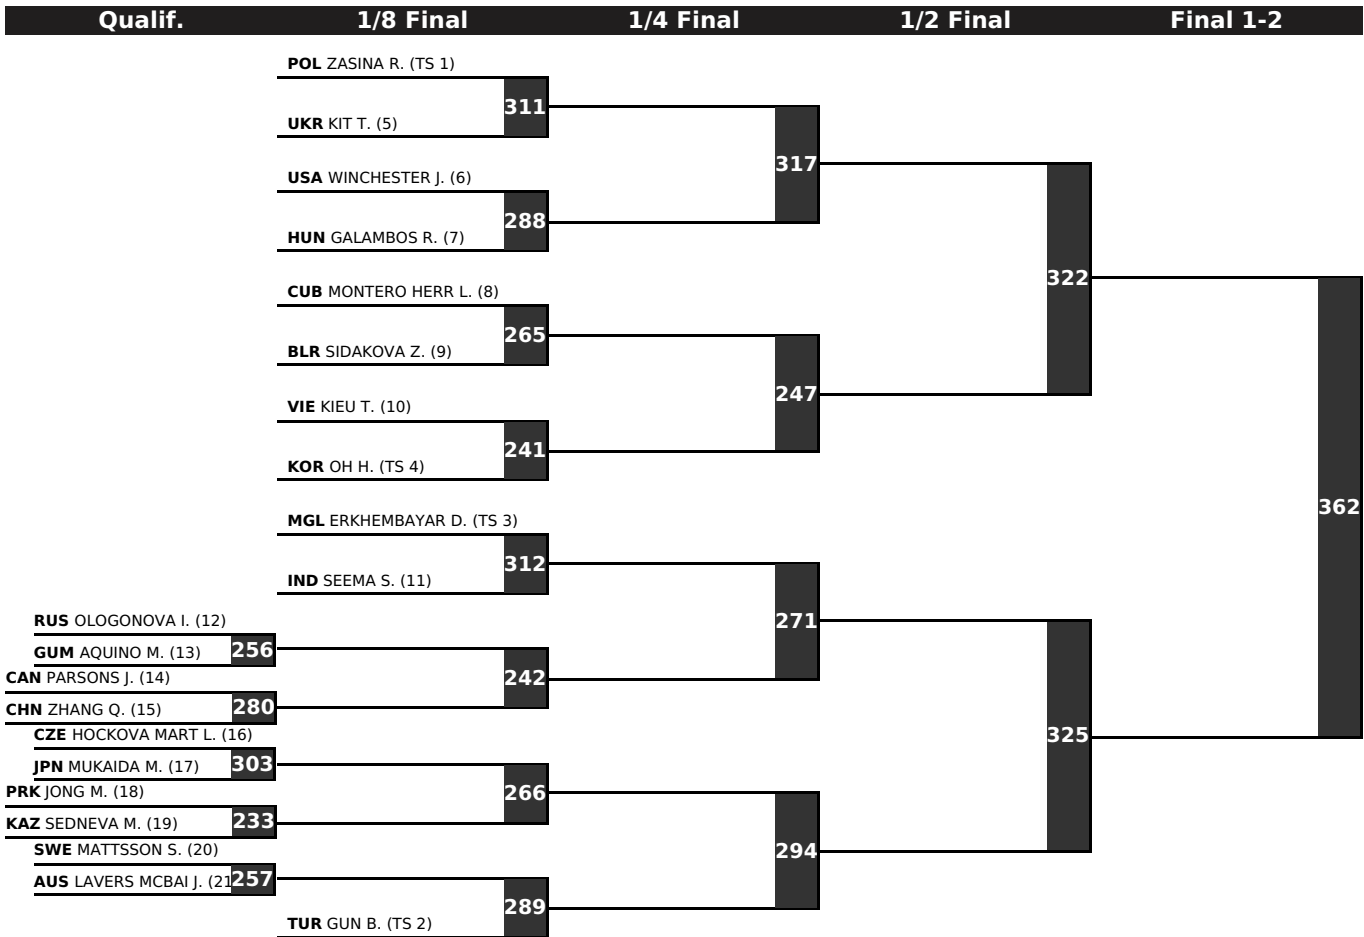 Qualif. 1/8 Final 1/4 Final 1/2 Final Final 1-2
POL ZASINA R. (TS 1)
311
UKR KIT T. (5)
317
USA WINCHESTER J. (6)
288
HUN GALAMBOS R. (7)
322
CUB MONTERO HERR L. (8)
265
BLR SIDAKOVA Z. (9)
247
VIE KIEU T. (10)
241
KOR OH H. (TS 4)
362
MGL ERKHEMBAYAR D. (TS 3)
312
IND SEEMA S. (11)
RUS OLOGONOVA I. (12)
271
GUM AQUINO M. (13) 256
CAN PARSONS J. (14)
242
CHN ZHANG Q. (15) 280
CZE HOCKOVA MART L. (16)
325
JPN MUKAIDA M. (17) 303
PRK JONG M. (18)
266
KAZ SEDNEVA M. (19) 233
SWE MATTSSON S. (20)
294
AUS LAVERS MCBAI J. (21 257
289
TUR GUN B. (TS 2)